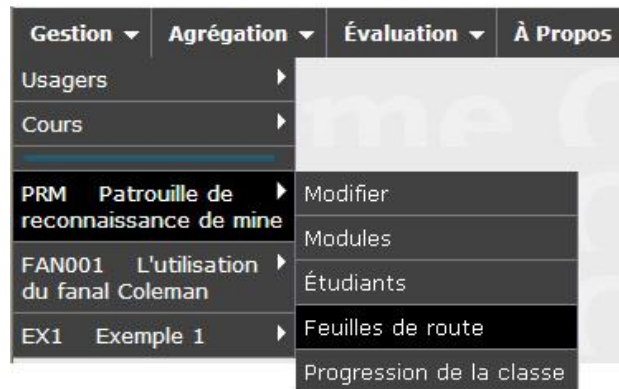 Gestion Agrégation Évaluation À Propos
Usagers
Cours
PRM Patrouille de
reconnaissance de mine
FAN001 L'utilisation
du fanal Coleman
EX1 Exemple 1
Modifier
Modules
Étudiants
Feuilles de route
Progression de la classe